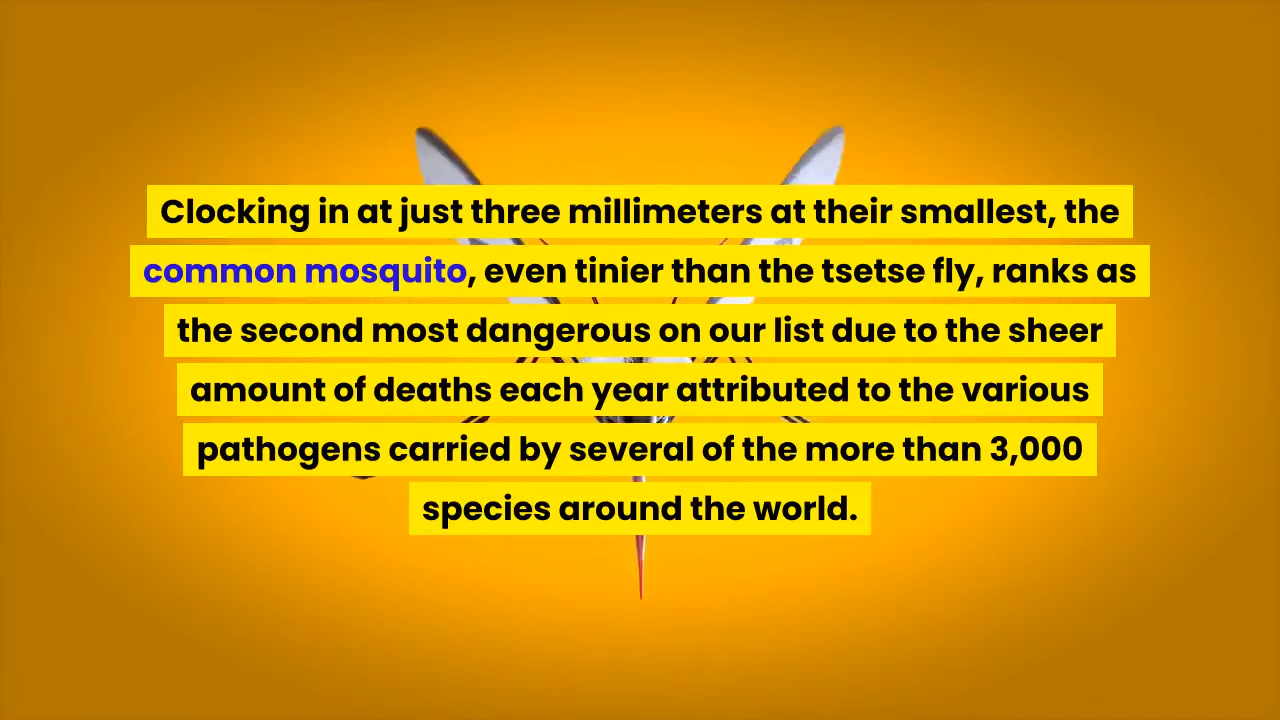 Clocking in at just three millimeters at their smallest, the
common mosquito, even tinier than the tsetse fly, ranks as
the second most dangerous on our list due to the sheer
amount of deaths each year attributed to the various
pathogens carried by several of the more than 3,000
species around the world.